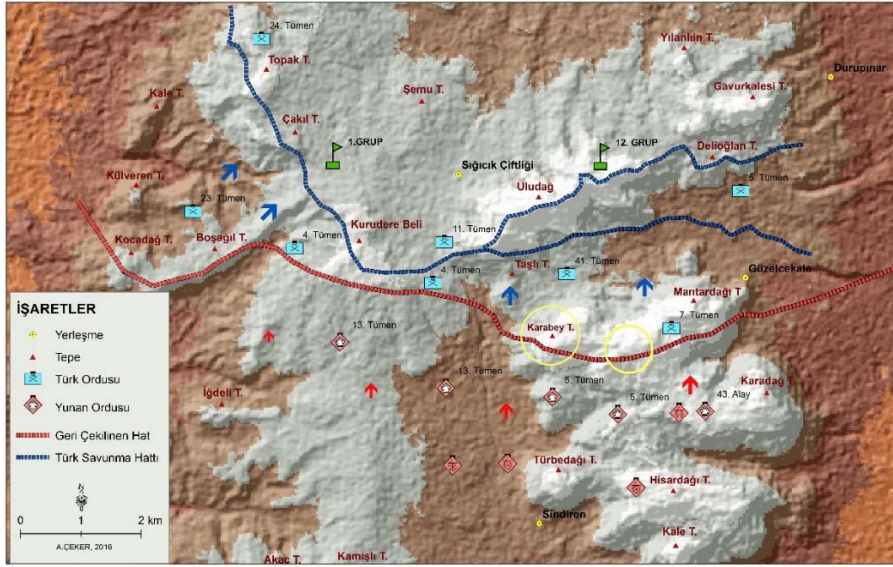 24. Tümen
Topak T.
Yılanlıin T.
Durupınar
Kale T.
Şemu T.
Gavurkalesi T.
Çakıl T.
1.GRUP
12. GRUP
Delioğlan T.
Sığıcık Çiftliği
Külveren T.
Uludağ
5. Tümen
23. Tümen
Kurudere Beli
11. Tümen
4. Tümen
Kocadağ T.
Boşağıl T.
41. Tümen
Taşlı T.
4. Tümen
Güzelcekale
Mantardağı T
13. Tümen
Karabey T.
7. Tümen
13. Tümen
5. Tümen
5. Tümen
43. Alay
Karadağ T.
İğdeli T.
Türbedağı T.
Hisardağı T.
Sindiren
Kale T.
Akaç T.
Kamışlı T.
İŞARETLER
Yerleşme
Tepe
Türk Ordusu
Yunan Ordusu
Geri Çekilinen Hat
Türk Savunma Hattı
N
0 2 km
A.ÇEKER, 2016